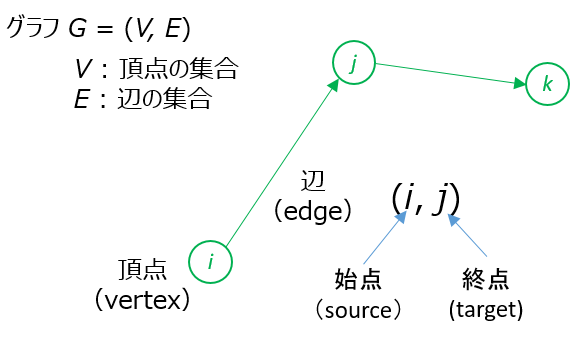 グラフ G = (V, E)
V：頂点の集合
E：辺の集合
j
k
辺
（edge）
(i, j)
i
頂点
（vertex）
始点
（source）
終点
(target)